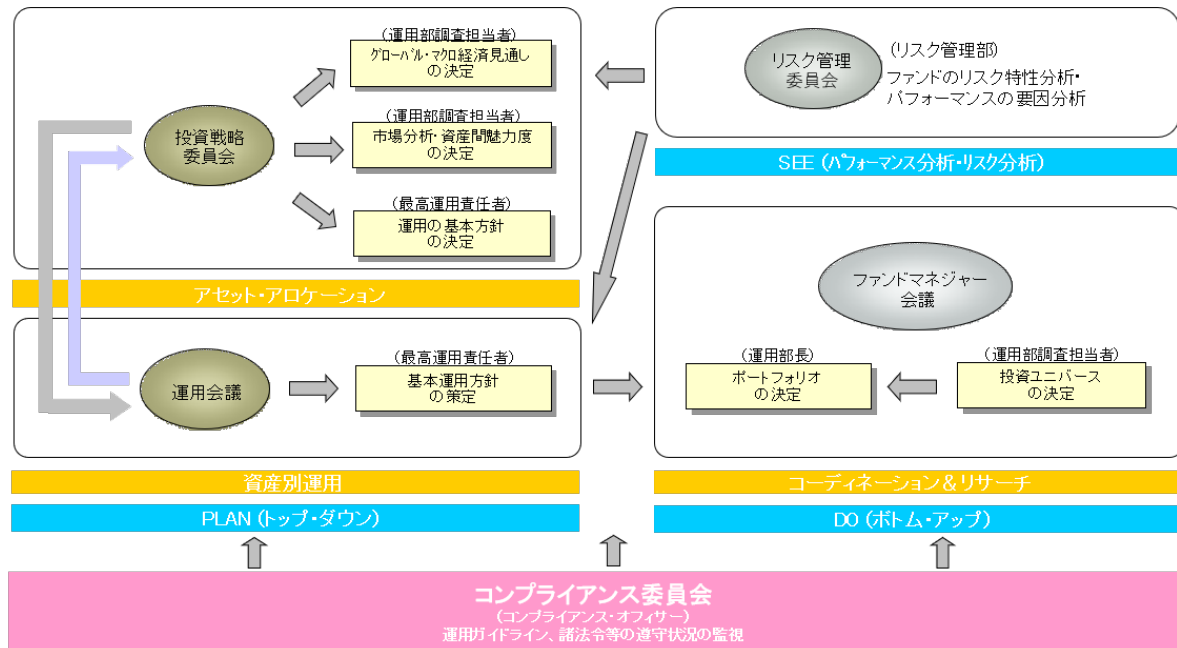 (運用部調査担当者)
グローバル・マクロ経済見通し
の決定
投資戦略
委員会
(運用部調査担当者)
市場分析・資産間魅力度
の決定
(最高運用責任者)
運用の基本方針
の決定
アセット・アロケーション
運用会議
(最高運用責任者)
基本運用方針
の策定
資産別運用
PLAN (トップ・ダウン)
リスク管理
委員会
(リスク管理部)
ファンドのリスク特性分析・
パフォーマンスの要因分析
SEE (パフォーマンス分析・リスク分析)
ファンドマネジャー
会議
(運用部長)
ポートフォリオ
の決定
(運用部調査担当者)
投資ユニバース
の決定
コーディネーション＆リサーチ
DO (ボトム・アップ)
コンプライアンス委員会
(コンプライアンス・オフィサー)
運用ガイドライン、諸法令等の遵守状況の監視